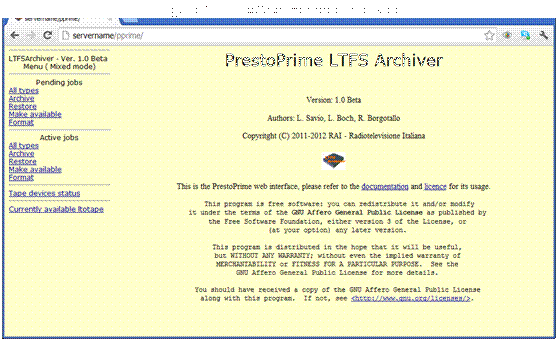 servername/pprime/
servername/pprime/
LTFSArchiver - Ver. 1.0 Beta
Menu ( Mixed mode)
Pending jobs
All types
Archive
Restore
Make available
Format
Active jobs
All types
Archive
Restore
Make available
Format
Tape devices status
Currently available ltotape
PrestoPrime LTFS Archiver
Version: 1.0 Beta
Authors: L. Savio, L. Boch, R. Borgotallo
Copyright (C) 2011-2012 RAI - Radiotelevisione Italiana
This is the PrestoPrime web interface, please refer to the documentation and licence for its usage.
This program is free software: you can redistribute it and/or modify
it under the terms of the GNU Affero General Public License as published by
the Free Software Foundation, either version 3 of the License, or
(at your option) any later version.
This program is distributed in the hope that it will be useful,
but WITHOUT ANY WARRANTY; without even the implied warranty of
MERCHANTABILITY or FITNESS FOR A PARTICULAR PURPOSE. See the
GNU Affero General Public License for more details.
You should have received a copy of the GNU Affero General Public License
along with this program. If not, see <http://www.gnu.org/licenses/>.